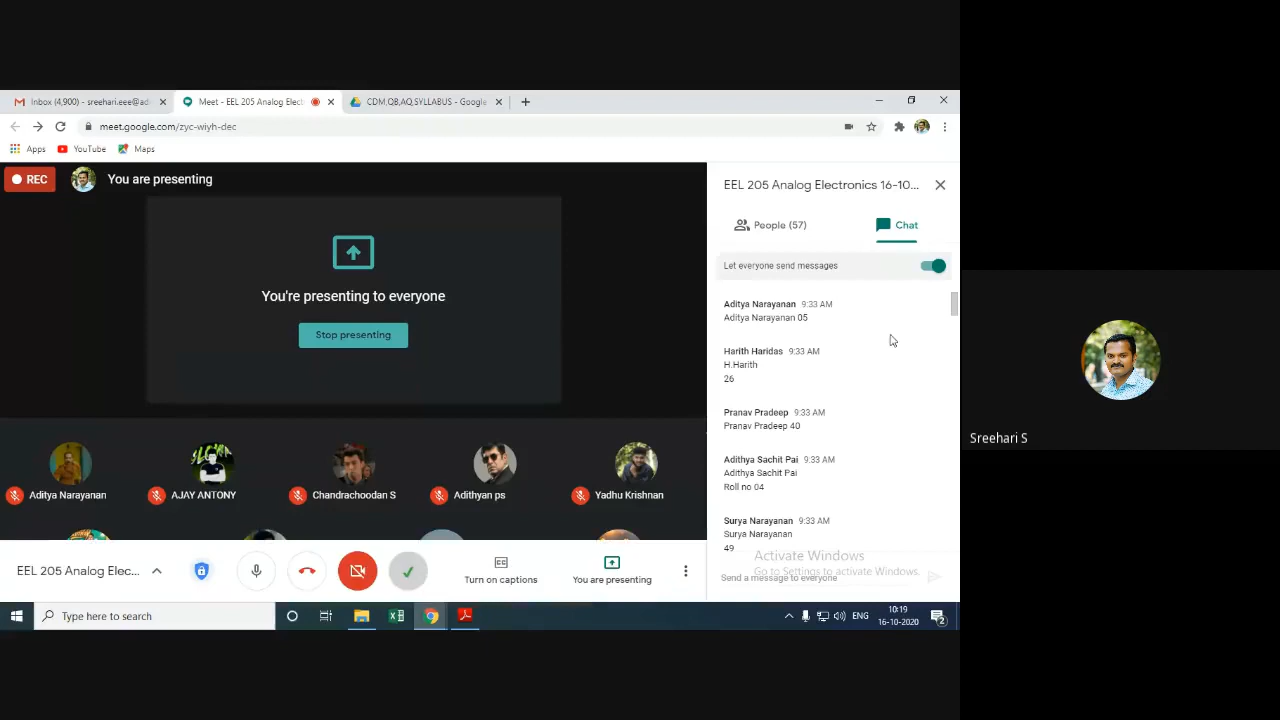 Inbox (4,900) - sreehari.eee@ad
Meet - EEL 205 Analog Elect
CDM,QB,AQ,SYLLABUS - Google
meet.google.com/zyc-wiyh-dec
Apps
YouTube
Maps
REC
You are presenting
You're presenting to everyone
Stop presenting
Aditya Narayanan
AJAY ANTONY
Chandrachoodan S
Adithyan ps
Yadhu Krishnan
EEL 205 Analog Elec...
Turn on captions
You are presenting
EEL 205 Analog Electronics 16-10...
People (57)
Chat
Let everyone send messages
Aditya Narayanan 9:33 AM
Aditya Narayanan 05
Harith Haridas 9:33 AM
H.Harith
26
Pranav Pradeep 9:33 AM
Pranav Pradeep 40
Adithya Sachit Pai 9:33 AM
Adithya Sachit Pai
Roll no 04
Surya Narayanan 9:33 AM
Surya Narayanan
49
Activate Windows
Go to Settings to activate Windows.
Send a message to everyone
Type here to search
ENG
10:19
16-10-2020
2
Sreehari S